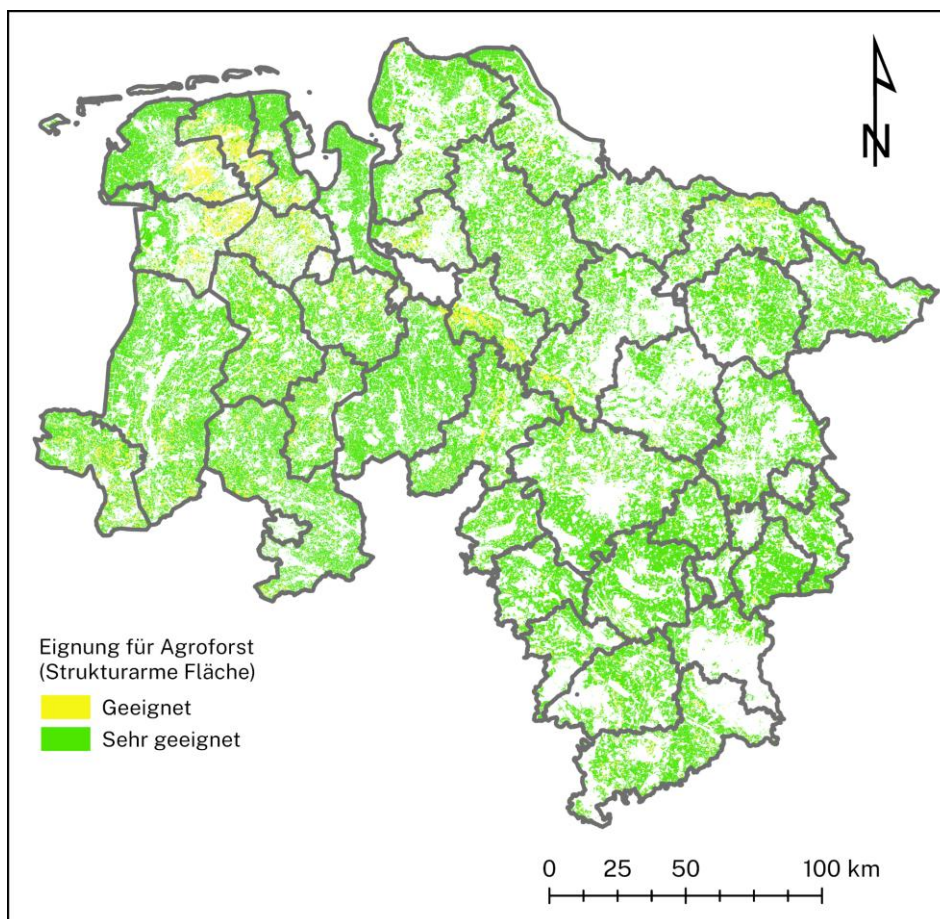 N
Eignung für Agroforst
(Strukturarme Fläche)
Geeignet
Sehr geeignet
0 25 50 100 km